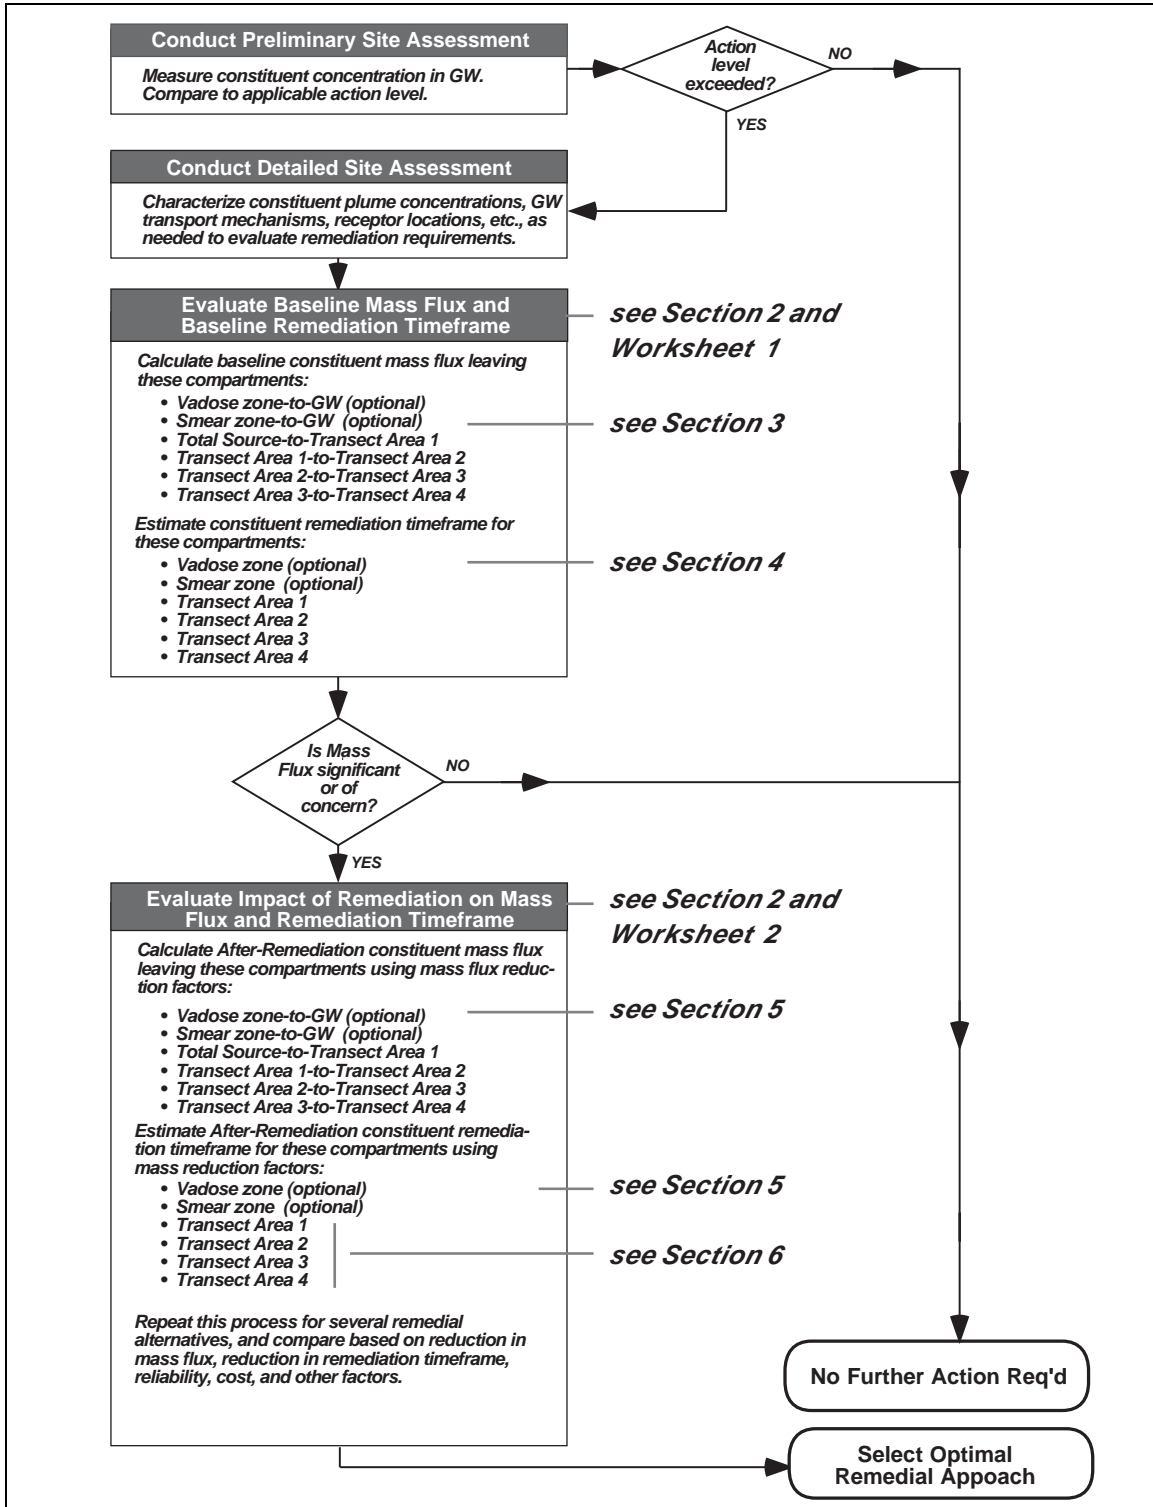 Conduct Preliminary Site Assessment
Measure constituent concentration in GW.
Compare to applicable action level.
Action
level
exceeded?
NO
YES
Conduct Detailed Site Assessment
Characterize constituent plume concentrations, GW
transport mechanisms, receptor locations, etc., as
needed to evaluate remediation requirements.
Evaluate Baseline Mass Flux and
Baseline Remediation Timeframe
see Section 2 and
Worksheet 1
Calculate baseline constituent mass flux leaving
these compartments:
• Vadose zone-to-GW (optional)
• Smear zone-to-GW (optional)
• Total Source-to-Transect Area 1
• Transect Area 1-to-Transect Area 2
• Transect Area 2-to-Transect Area 3
• Transect Area 3-to-Transect Area 4
see Section 3
Estimate constituent remediation timeframe for
these compartments:
• Vadose zone (optional)
• Smear zone (optional)
• Transect Area 1
• Transect Area 2
• Transect Area 3
• Transect Area 4
see Section 4
Is Mass
Flux significant
or of
concern?
NO
YES
Evaluate Impact of Remediation on Mass
Flux and Remediation Timeframe
see Section 2 and
Worksheet 2
Calculate After-Remediation constituent mass flux
leaving these compartments using mass flux reduc-
tion factors:
• Vadose zone-to-GW (optional)
• Smear zone-to-GW (optional)
• Total Source-to-Transect Area 1
• Transect Area 1-to-Transect Area 2
• Transect Area 2-to-Transect Area 3
• Transect Area 3-to-Transect Area 4
see Section 5
Estimate After-Remediation constituent remedia-
tion timeframe for these compartments using
mass reduction factors:
• Vadose zone (optional)
• Smear zone (optional)
• Transect Area 1
• Transect Area 2
• Transect Area 3
• Transect Area 4
see Section 5
see Section 6
Repeat this process for several remedial
alternatives, and compare based on reduction in
mass flux, reduction in remediation timeframe,
reliability, cost, and other factors.
No Further Action Req'd
Select Optimal
Remedial Appoach